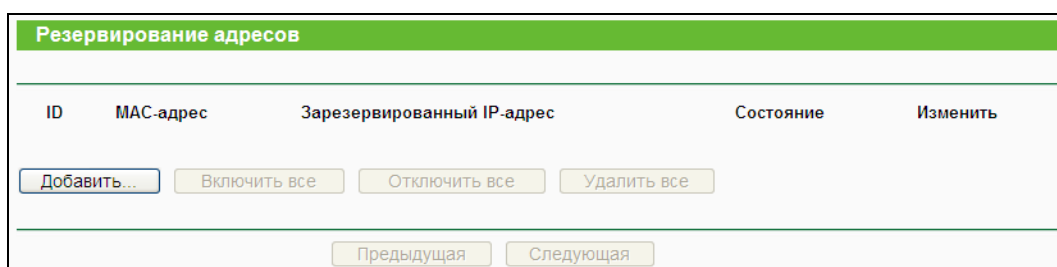 Резервирование адресов
ID MAC-адрес Зарезервированный IP-адрес Состояние Изменить
Добавить... Включить все Отключить все Удалить все
Предыдущая Следующая